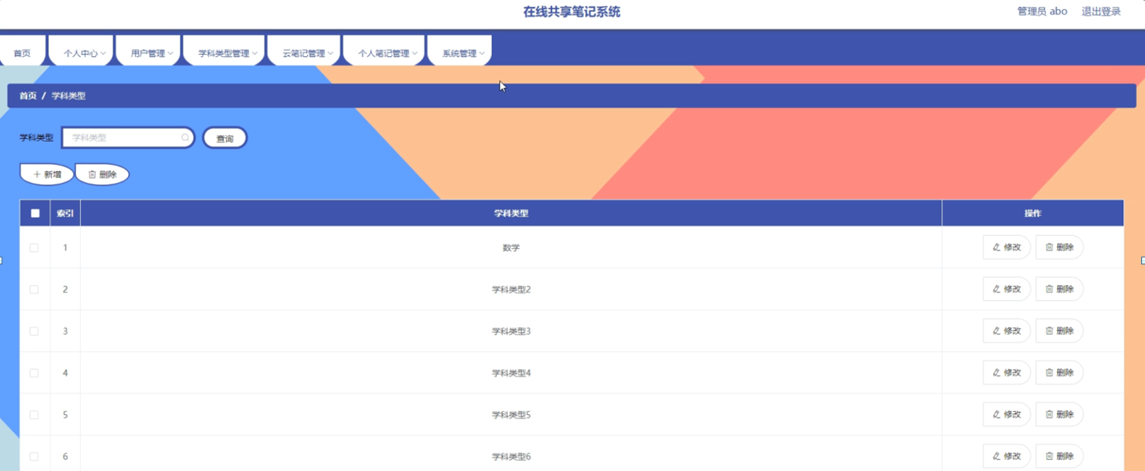 在线共享笔记系统
管理员 abo 退出登录
首页 个人中心 用户管理 学科类型管理 云笔记管理 个人笔记管理 系统管理
首页 / 学科类型
学科类型 学科类型 查询
新增 删除
索引 学科类型 操作
1 数学 修改 删除
2 学科类型2 修改 删除
3 学科类型3 修改 删除
4 学科类型4 修改 删除
5 学科类型5 修改 删除
6 学科类型6 修改 删除